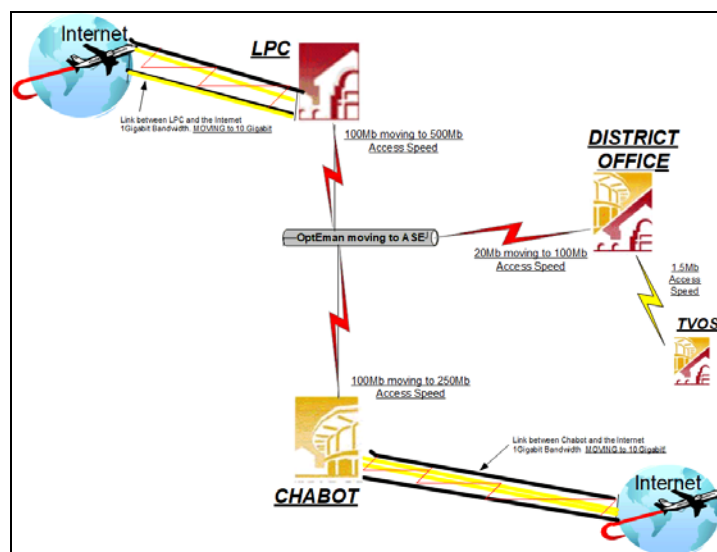 Internet
LPC
Link between LPC and the Internet
1Gigabit Bandwidth. MOVING to 10 Gigabit
100Mb moving to 500Mb
Access Speed
DISTRICT
OFFICE
OptEman moving to ASE
20Mb moving to 100Mb
Access Speed
1.5Mb
Access
Speed
TVOS
100Mb moving to 250Mb
Access Speed
Link between Chabot and the Internet
1Gigabit Bandwidth MOVING to 10 Gigabit
CHABOT
Internet